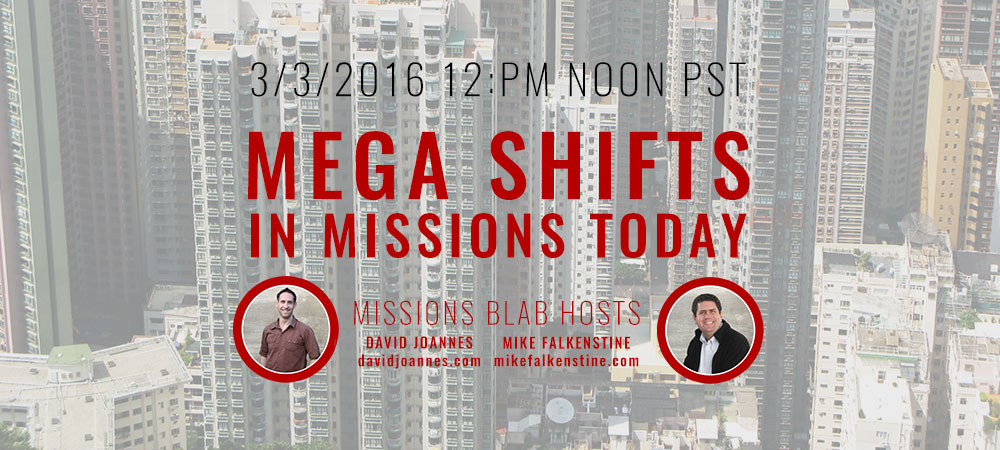 3/3/2016 12:PM NOON PST
MEGA SHIFTS
IN MISSIONS TODAY
MISSIONS BLAB HOSTS
DAVID JOANNES MIKE FALKENSTINE
davidjoannes.com mikefalkenstine.com